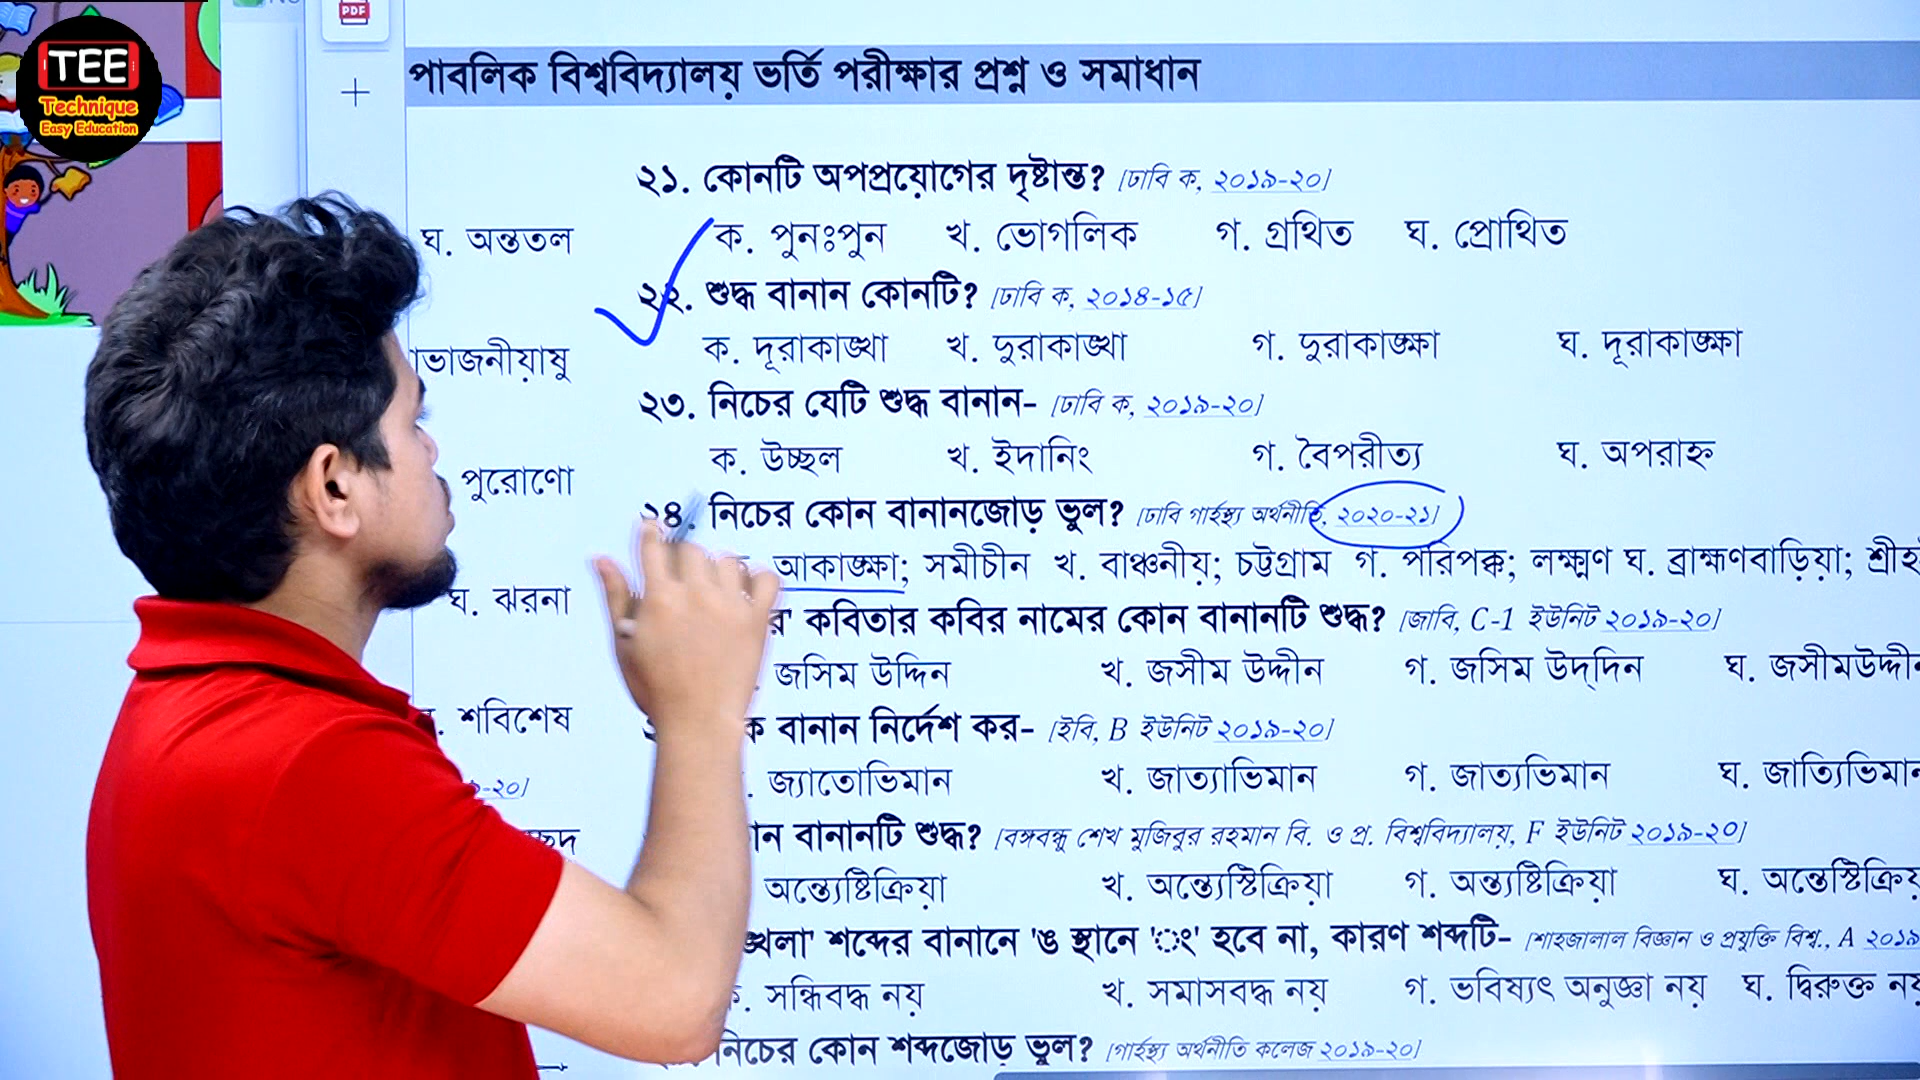 TEE
Technique
Easy Education
PDF
পাবলিক বিশ্ববিদ্যালয় ভর্তি পরীক্ষার প্রশ্ন ও সমাধান
ঘ. অন্ততল
পুরোণো
ঘ. ঝরনা
শবিশেষ
-২০]
২১. কোনটি অপপ্রয়োগের দৃষ্টান্ত? [ঢাবি ক, ২০১৯-২০]
ক. পুনঃপুন খ. ভোগলিক গ. গ্রথিত ঘ. প্রোথিত
২২. শুদ্ধ বানান কোনটি? [ঢাবি ক, ২০১৪-১৫]
ক. দূরাকাঙ্খা খ. দুরাকাঙ্খা গ. দুরাকাঙ্ক্ষা ঘ. দূরাকাঙ্ক্ষা
২৩. নিচের যেটি শুদ্ধ বানান- [ঢাবি ক, ২০১৯-২০]
ক. উচ্ছল খ. ইদানিং গ. বৈপরীত্য ঘ. অপরাহ্ন
২৪. নিচের কোন বানানজোড় ভুল? [ঢাবি গার্হস্থ্য অর্থনীতি, ২০২০-২১]
আকাঙ্ক্ষা; সমীচীন খ. বাঞ্চনীয়; চট্টগ্রাম গ. পরিপক্ক; লক্ষ্মণ ঘ. ব্রাহ্মণবাড়িয়া;
র' কবিতার কবির নামের কোন বানানটি শুদ্ধ? [জাবি, C-1 ইউনিট ২০১৯-২০]
জসিম উদ্দিন খ. জসীম উদ্দীন গ. জসিম উদ্‌দিন ঘ. জসীমউদ্দীন
ক বানান নির্দেশ কর- [ইবি, B ইউনিট ২০১৯-২০]
. জ্যাতোভিমান খ. জাত্যাভিমান গ. জাত্যভিমান ঘ. জাত্যিভিমান
ন বানানটি শুদ্ধ? [বঙ্গবন্ধু শেখ মুজিবুর রহমান বি. ও প্র. বিশ্ববিদ্যালয়, F ইউনিট ২০১৯-২০]
অন্ত্যেষ্টিক্রিয়া খ. অন্ত্যেস্টিক্রিয়া গ. অন্ত্যষ্টিক্রিয়া ঘ.
শব্দের বানানে 'ঙ স্থানে 'ং' হবে না, কারণ শব্দটি- [শাহজালাল বিজ্ঞান ও প্রযুক্তি বিশ্ব., A ২০১৯
সন্ধিবদ্ধ নয় খ. সমাসবদ্ধ নয় গ. ভবিষ্যৎ অনুজ্ঞা নয় ঘ. দ্বিরুক্ত নয়
নিচের কোন শব্দজোড় ভুল? [গার্হস্থ্য অর্থনীতি কলেজ ২০১৯-২০]